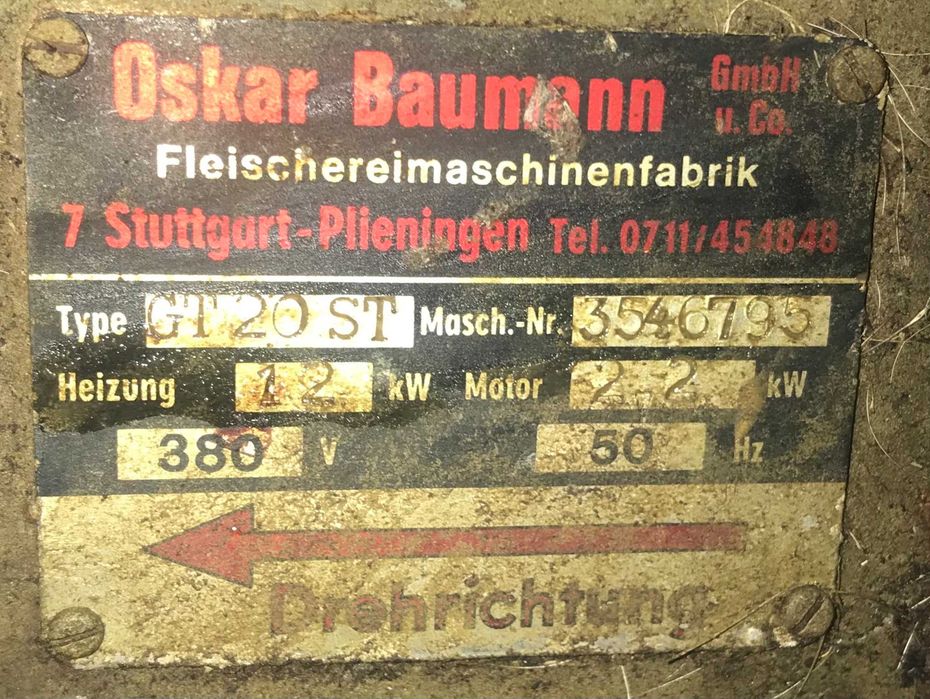 Oskar Baumann GmbH u. Co.
Fleischereimaschinenfabrik
7 Stuttgart-Plieningen Tel. 0711/454848
Type GT 20 ST Masch.-Nr. 3546795
Heizung 12 kW Motor 2.2 kW
380 V 50 Hz
Drehrichtung